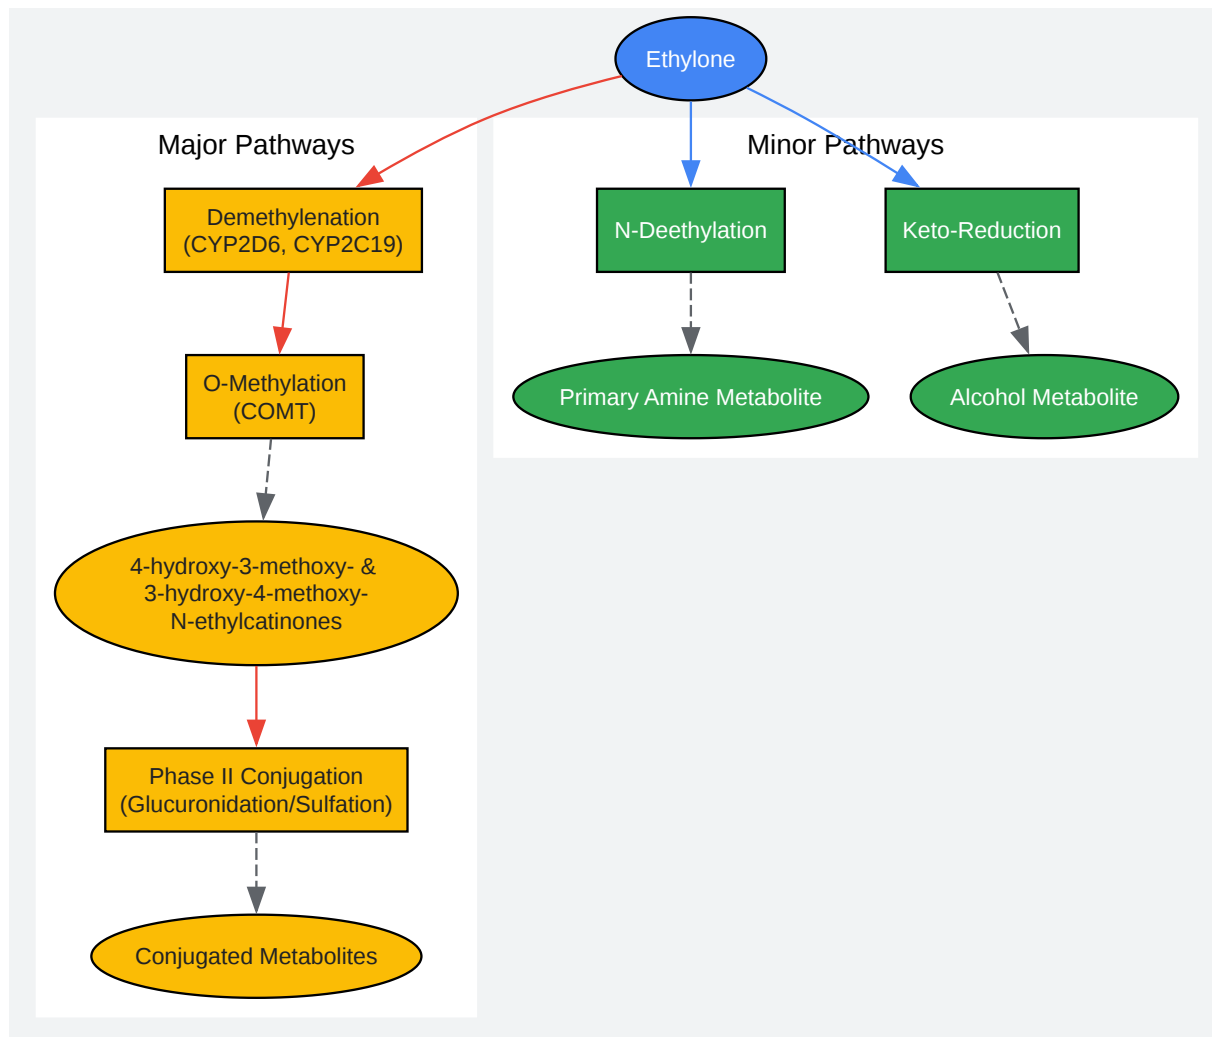 Ethylone
Major Pathways
Demethylenation
(CYP2D6, CYP2C19)
O-Methylation
(COMT)
4-hydroxy-3-methoxy- &
3-hydroxy-4-methoxy-
N-ethylcatinones
Phase II Conjugation
(Glucuronidation/Sulfation)
Conjugated Metabolites
Minor Pathways
N-Deethylation
Keto-Reduction
Primary Amine Metabolite
Alcohol Metabolite